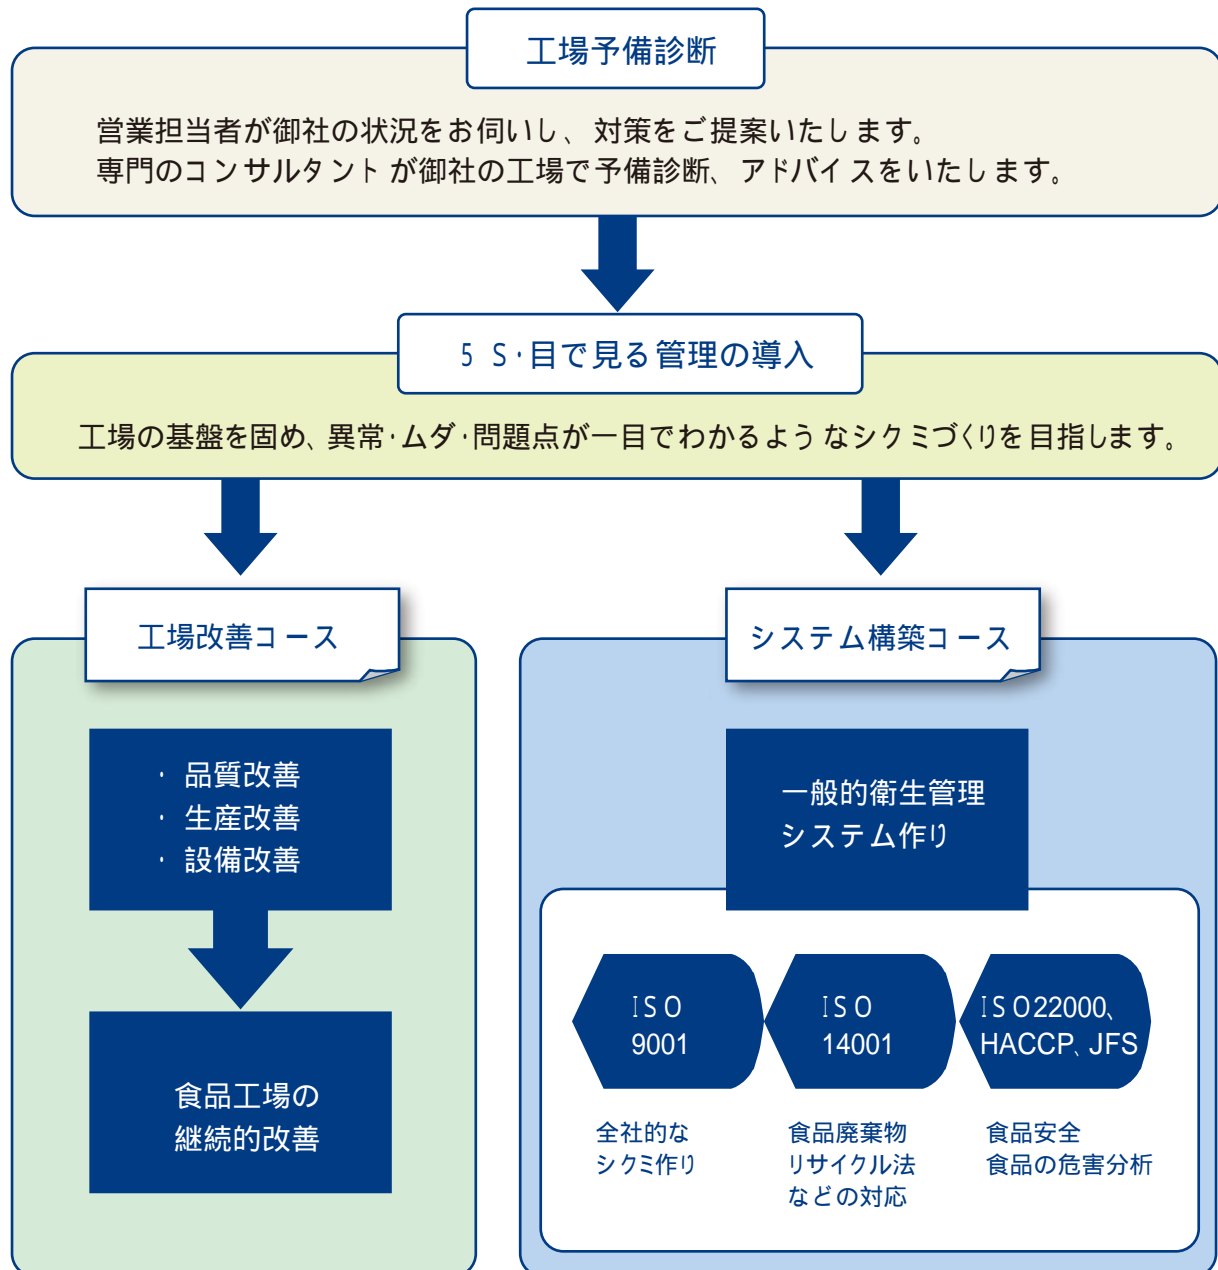 工場予備診断
営業担当者が御社の状況をお伺いし、対策をご提案いたします。
専門のコンサルタントが御社の工場で予備診断、アドバイスをいたします。
5 S・目で見る管理の導入
工場の基盤を固め、異常・ムダ・問題点が一目でわかるようなシクミづくりを目指します。
工場改善コース
・ 品質改善
・ 生産改善
・ 設備改善
食品工場の
継続的改善
システム構築コース
一般的衛生管理
システム作り
ISO
9001
全社的な
シクミ作り
ISO
14001
食品廃棄物
リサイクル法
などの対応
ISO22000、
HACCP、JFS
食品安全
食品の危害分析